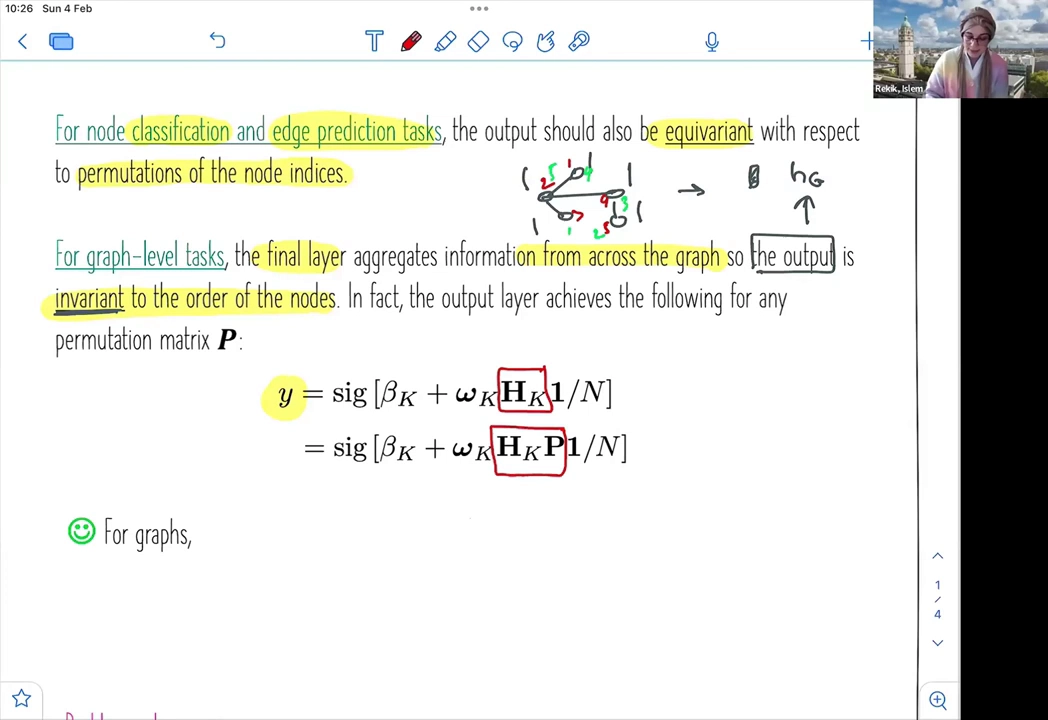 10:26 Sun 4 Feb
Rekik, Islem
For node classification and edge prediction tasks, the output should also be equivariant with respect
to permutations of the node indices.
h_G
For graph-level tasks, the final layer aggregates information from across the graph so the output is
invariant to the order of the nodes. In fact, the output layer achieves the following for any
permutation matrix P:
y = sig [β_K + ω_K H_K 1/N]
= sig [β_K + ω_K H_K P1/N]
For graphs,
1
/
4